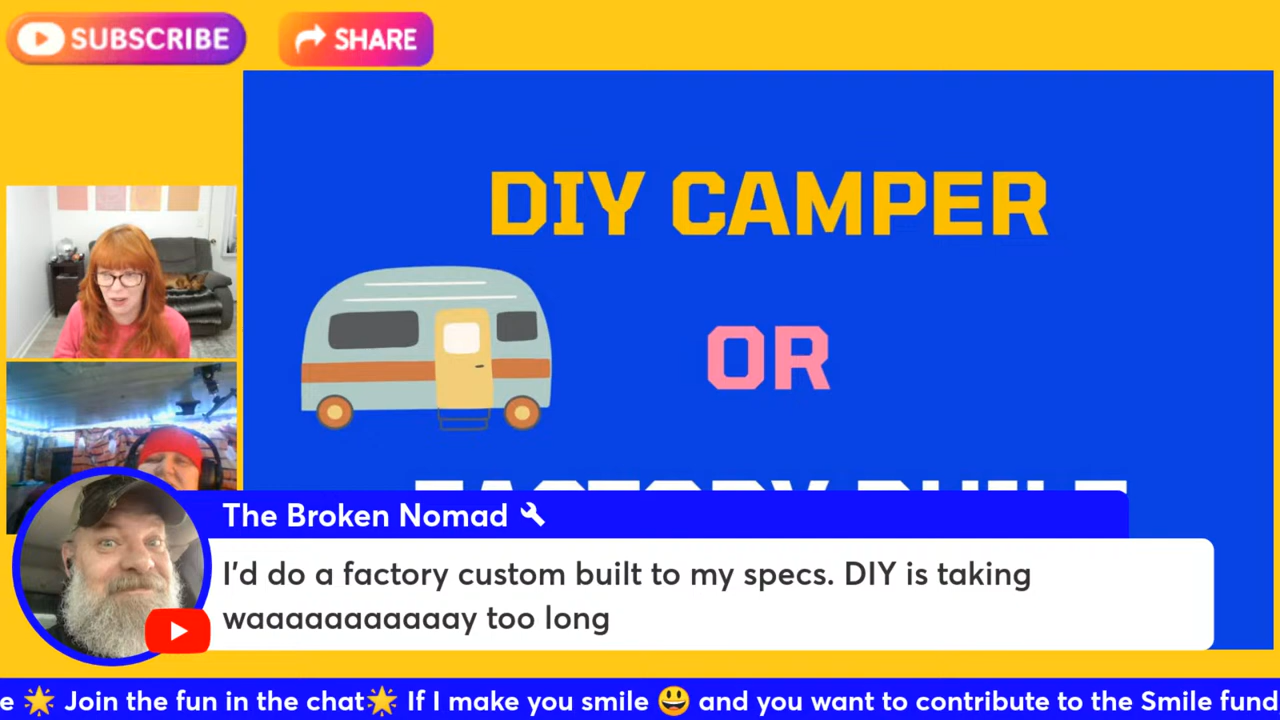 SUBSCRIBE
SHARE
DIY CAMPER
OR
FACTORY BUILT
The Broken Nomad
I'd do a factory custom built to my specs. DIY is taking
waaaaaaaaaaay too long
e 🌟 Join the fun in the chat🌟 If I make you smile 😃 and you want to contribute to the Smile fund